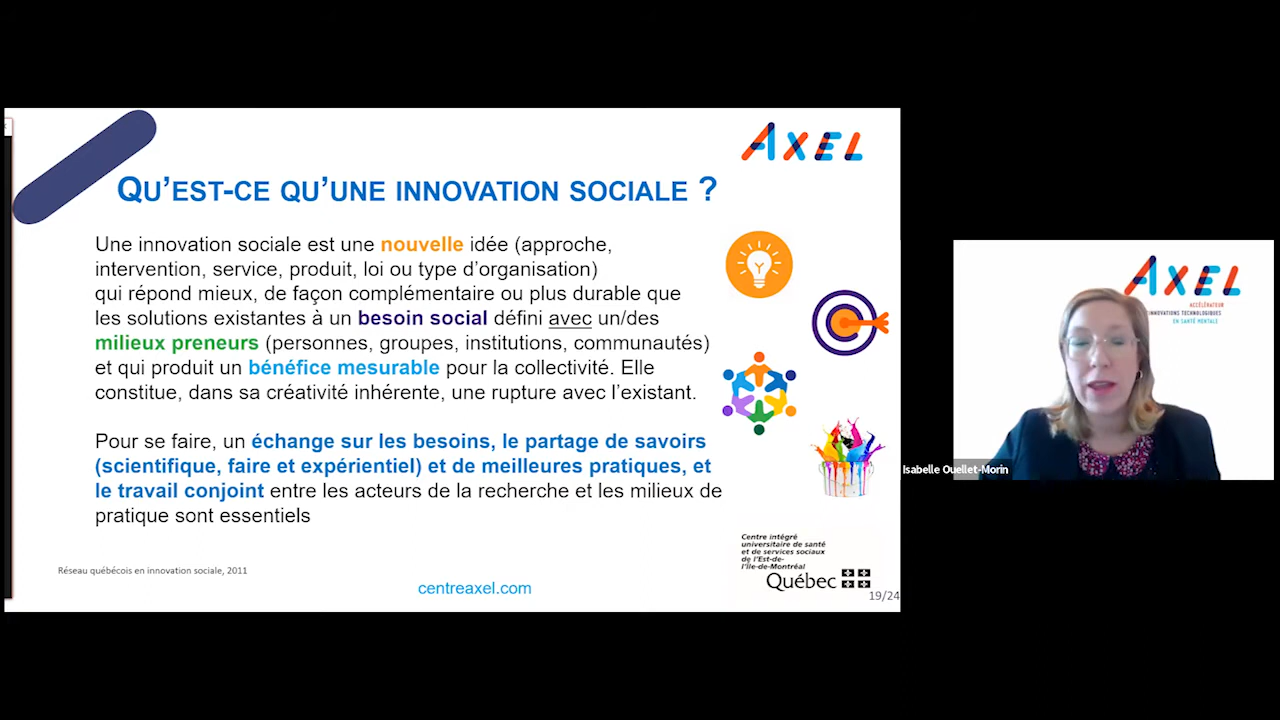 AXEL
QU'EST-CE QU'UNE INNOVATION SOCIALE ?
Une innovation sociale est une nouvelle idée (approche,
intervention, service, produit, loi ou type d'organisation)
qui répond mieux, de façon complémentaire ou plus durable que
les solutions existantes à un besoin social défini avec un/des
milieux preneurs (personnes, groupes, institutions, communautés)
et qui produit un bénéfice mesurable pour la collectivité. Elle
constitue, dans sa créativité inhérente, une rupture avec l'existant.
Pour se faire, un échange sur les besoins, le partage de savoirs
(scientifique, faire et expérientiel) et de meilleures pratiques, et
le travail conjoint entre les acteurs de la recherche et les milieux de
pratique sont essentiels
Réseau québécois en innovation sociale, 2011
centreaxel.com
Centre intégré
universitaire de santé
et de services sociaux
de l'Est-de-
l'Île-de-Montréal
Québec
19/24
AXEL
ACCÉLÉRATEUR
INNOVATIONS TECHNOLOGIQUES
EN SANTÉ MENTALE
Isabelle Ouellet-Morin